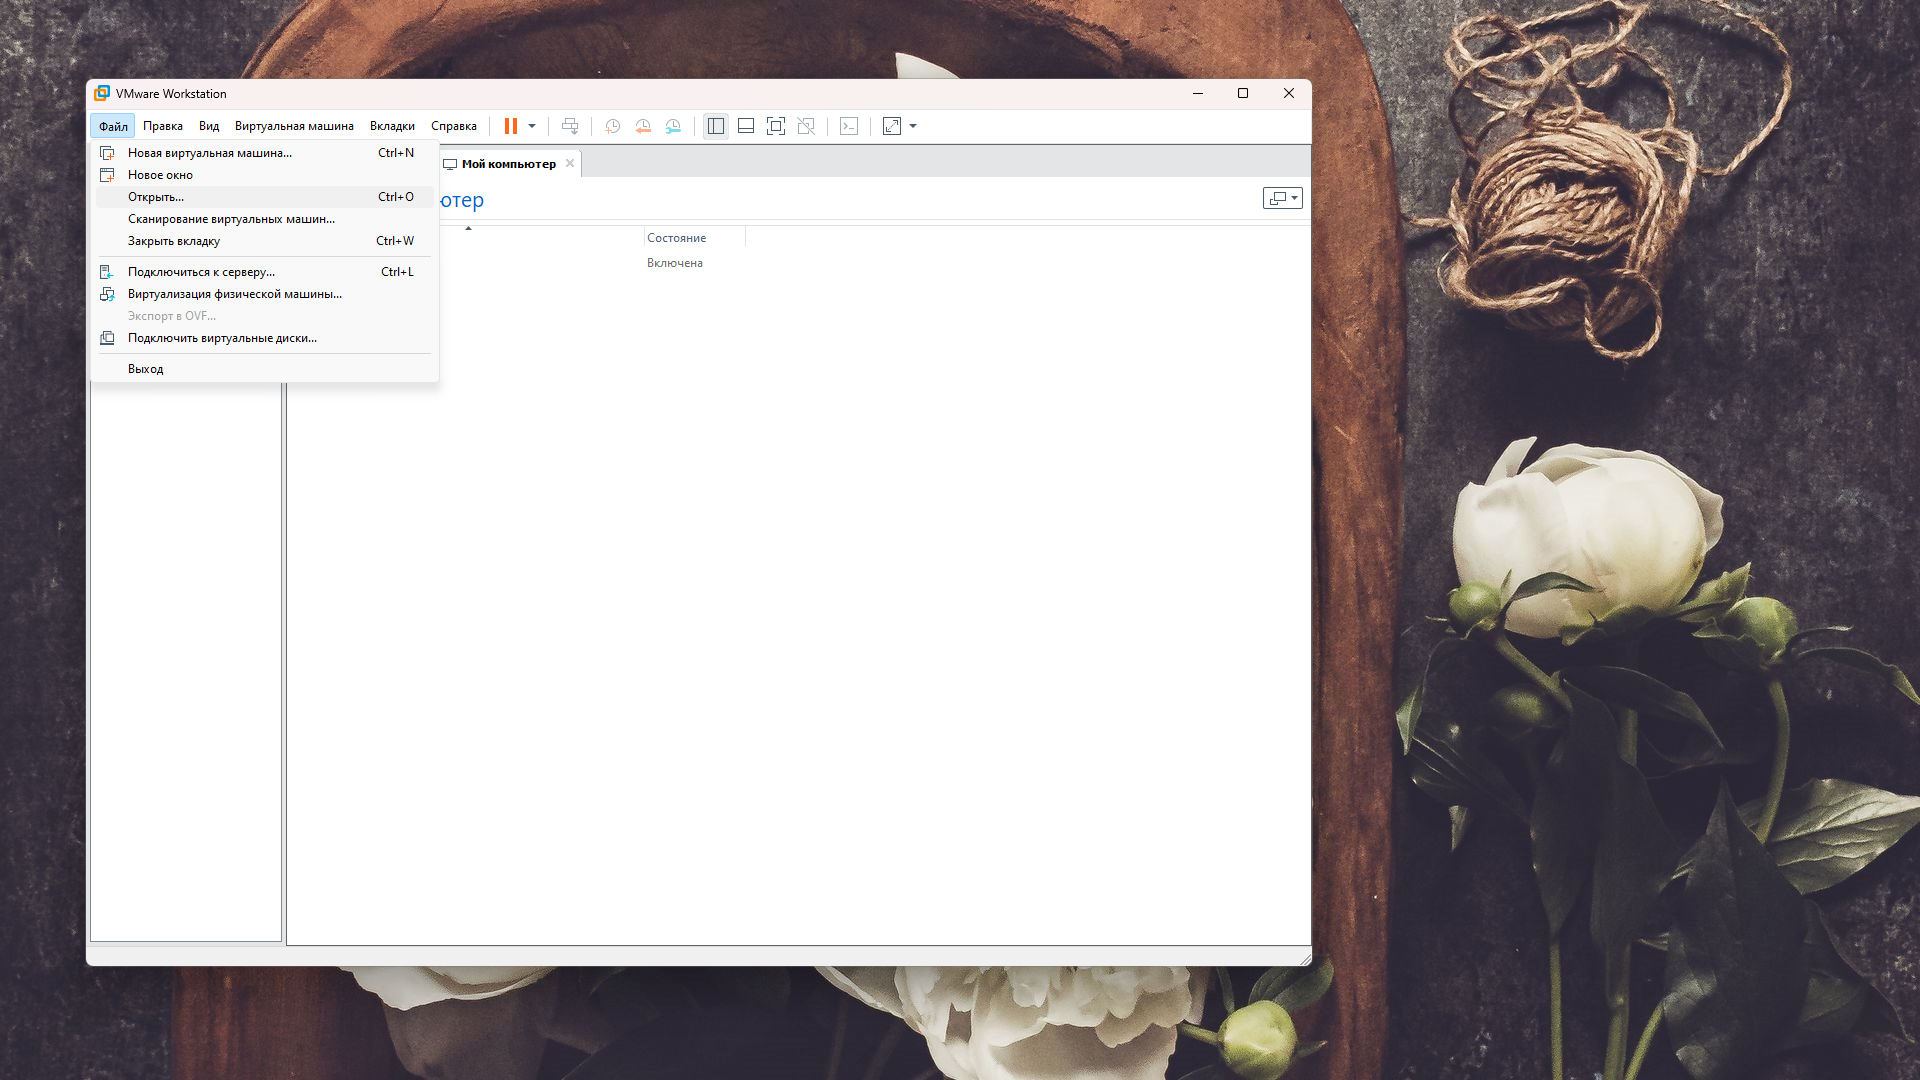 VMware Workstation
Файл Правка Вид Виртуальная машина Вкладки Справка
Новая виртуальная машина... Ctrl+N
Новое окно
Открыть... Ctrl+O
Сканирование виртуальных машин...
Закрыть вкладку Ctrl+W
Подключиться к серверу... Ctrl+L
Виртуализация физической машины...
Экспорт в OVF...
Подключить виртуальные диски...
Выход
Мой компьютер
ютер
Состояние
Включена